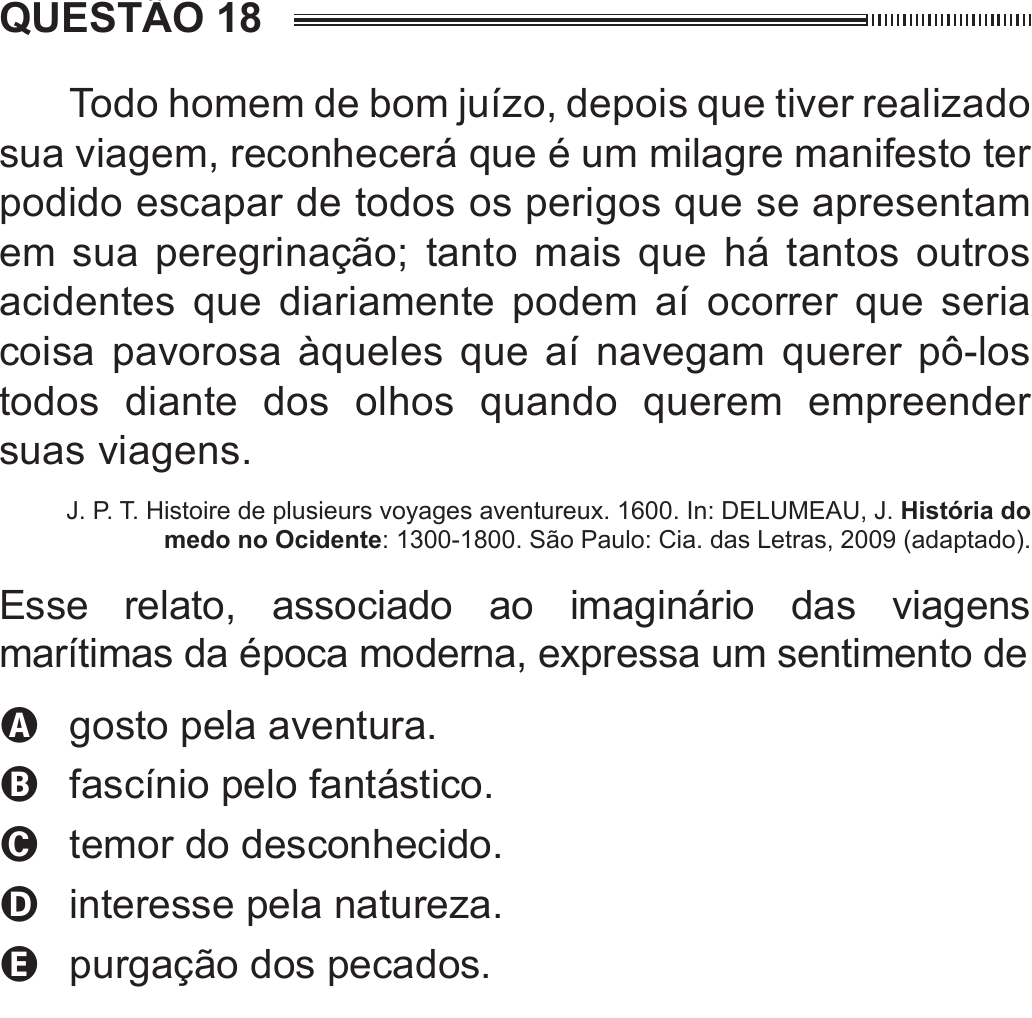 QUESTÃO 18
Todo homem de bom juízo, depois que tiver realizado
sua viagem, reconhecerá que é um milagre manifesto ter
podido escapar de todos os perigos que se apresentam
em sua peregrinação; tanto mais que há tantos outros
acidentes que diariamente podem aí ocorrer que seria
coisa pavorosa àqueles que aí navegam querer pô-los
todos diante dos olhos quando querem empreender
suas viagens.
J. P. T. Histoire de plusieurs voyages aventureux. 1600. In: DELUMEAU, J. História do
medo no Ocidente: 1300-1800. São Paulo: Cia. das Letras, 2009 (adaptado).
Esse relato, associado ao imaginário das viagens
marítimas da época moderna, expressa um sentimento de
A gosto pela aventura.
B fascínio pelo fantástico.
C temor do desconhecido.
D interesse pela natureza.
E purgação dos pecados.